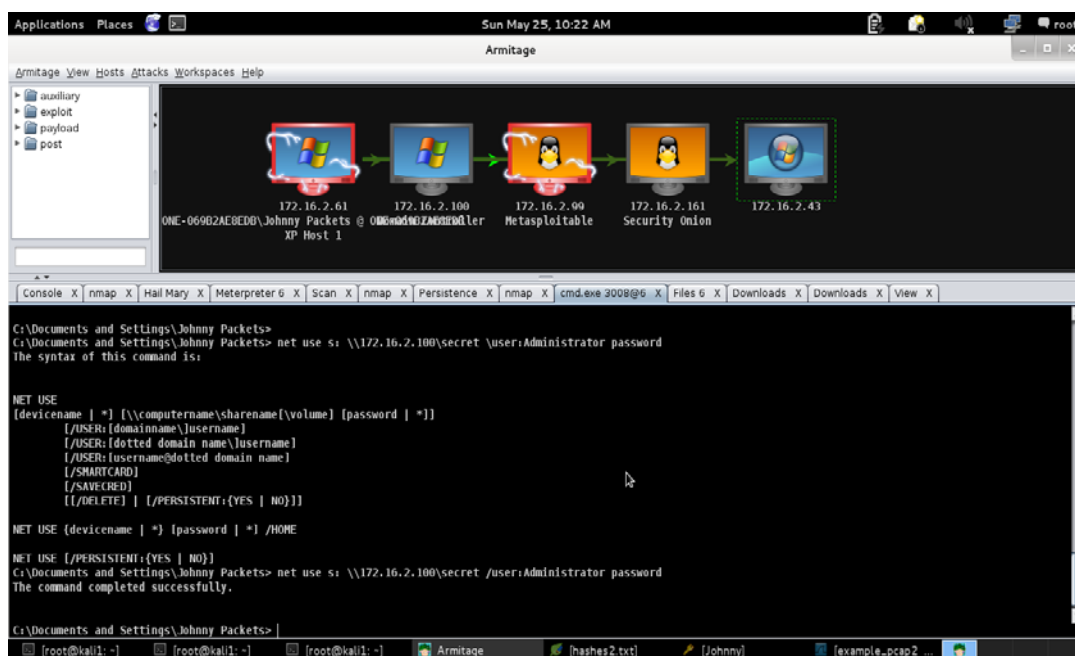 Applications Places Sun May 25, 10:22 AM root
Armitage
Armitage View Hosts Attacks Workspaces Help
auxiliary
exploit
payload
post
172.16.2.61 172.16.2.100 172.16.2.99 172.16.2.161 172.16.2.43
ONE-069B2AE8EDB\Johnny Packets @ Metasploitable Security Onion
XP Host 1
Console X nmap X Hail Mary X Meterpreter 6 X Scan X nmap X Persistence X nmap X cmd.exe 3008@6 X Files 6 X Downloads X Downloads X View X
C:\Documents and Settings\Johnny Packets>
C:\Documents and Settings\Johnny Packets> net use s: \\172.16.2.100\secret \user:Administrator password
The syntax of this command is:
NET USE
[devicename | *] [\\computername\sharename[\volume] [password | *]]
[/USER:[domainname\]username]
[/USER:[dotted domain name\]username]
[/USER:[username@dotted domain name]
[/SMARTCARD]
[/SAVECRED]
[[/DELETE] | [/PERSISTENT:{YES | NO}]]
NET USE {devicename | *} [password | *] /HOME
NET USE [/PERSISTENT:{YES | NO}]
C:\Documents and Settings\Johnny Packets> net use s: \\172.16.2.100\secret /user:Administrator password
The command completed successfully.
C:\Documents and Settings\Johnny Packets>
[root@kali1: ~] [root@kali1: ~] [root@kali1: ~] Armitage [hashes2.txt] [Johnny] [example_pcap2 ...